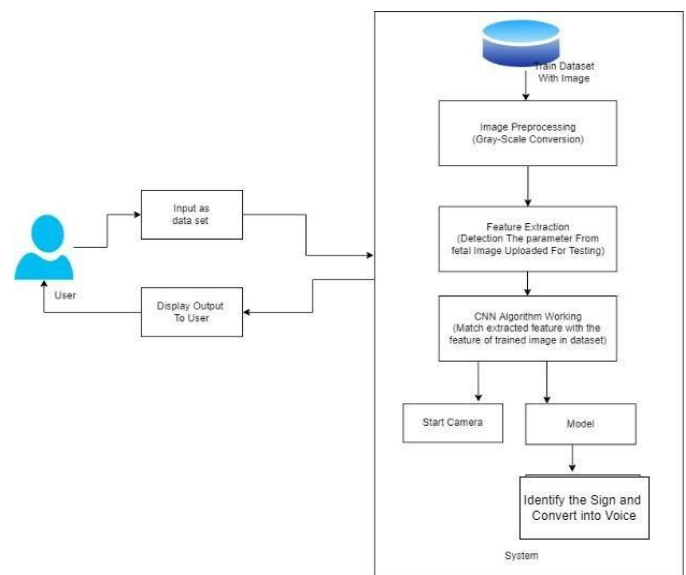 Train Dataset
With Image
Image Preprocessing
(Gray-Scale Conversion)
Input as
data set
Feature Extraction
(Detection The parameter From
fetal Image Uploaded For Testing)
User
Display Output
To User
CNN Algorithm Working
(Match extracted feature with the
feature of trained image in dataset)
Start Camera
Model
Identify the Sign and
Convert into Voice
System